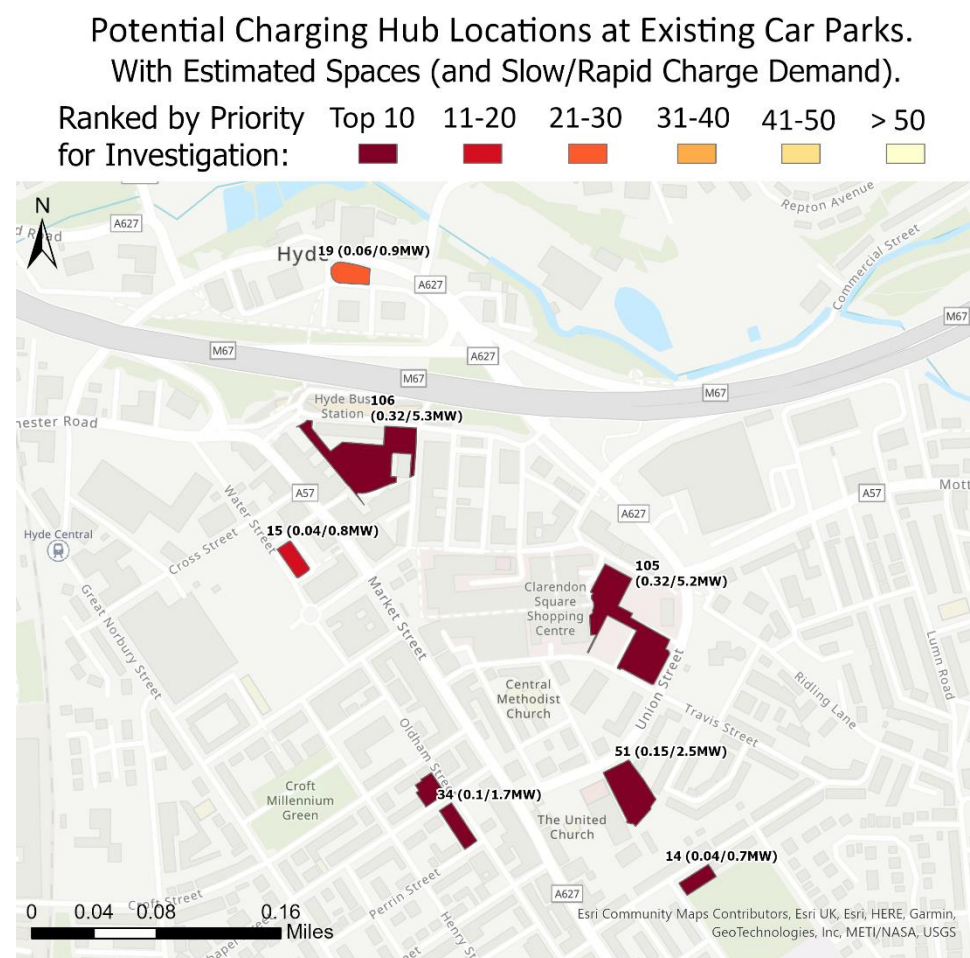 Potential Charging Hub Locations at Existing Car Parks.
With Estimated Spaces (and Slow/Rapid Charge Demand).
Ranked by Priority
for Investigation:
Top 10
11-20
21-30
31-40
41-50
> 50
N
A627
Road
Repton Avenue
Commercial Street
Hyde
19 (0.06/0.9MW)
A627
M67
M67
A627
M67
M67
Hyde Bus
Station
106
(0.32/5.3MW)
hester Road
A57
A57
Mott
Water Street
A627
15 (0.04/0.8MW)
Hyde Central
Cross Street
105
(0.32/5.2MW)
Clarendon
Square
Shopping
Centre
Great Norbury Street
Market Street
Lumn Road
Union Street
Ridling Lane
Central
Methodist
Church
Travis Street
Oldham Street
51 (0.15/2.5MW)
34 (0.1/1.7MW)
Croft
Millennium
Green
The United
Church
14 (0.04/0.7MW)
Croft Street
Perrin Street
A627
Henry St
haper Street
0 0.04 0.08 0.16
Miles
Esri Community Maps Contributors, Esri UK, Esri, HERE, Garmin,
GeoTechnologies, Inc, METI/NASA, USGS